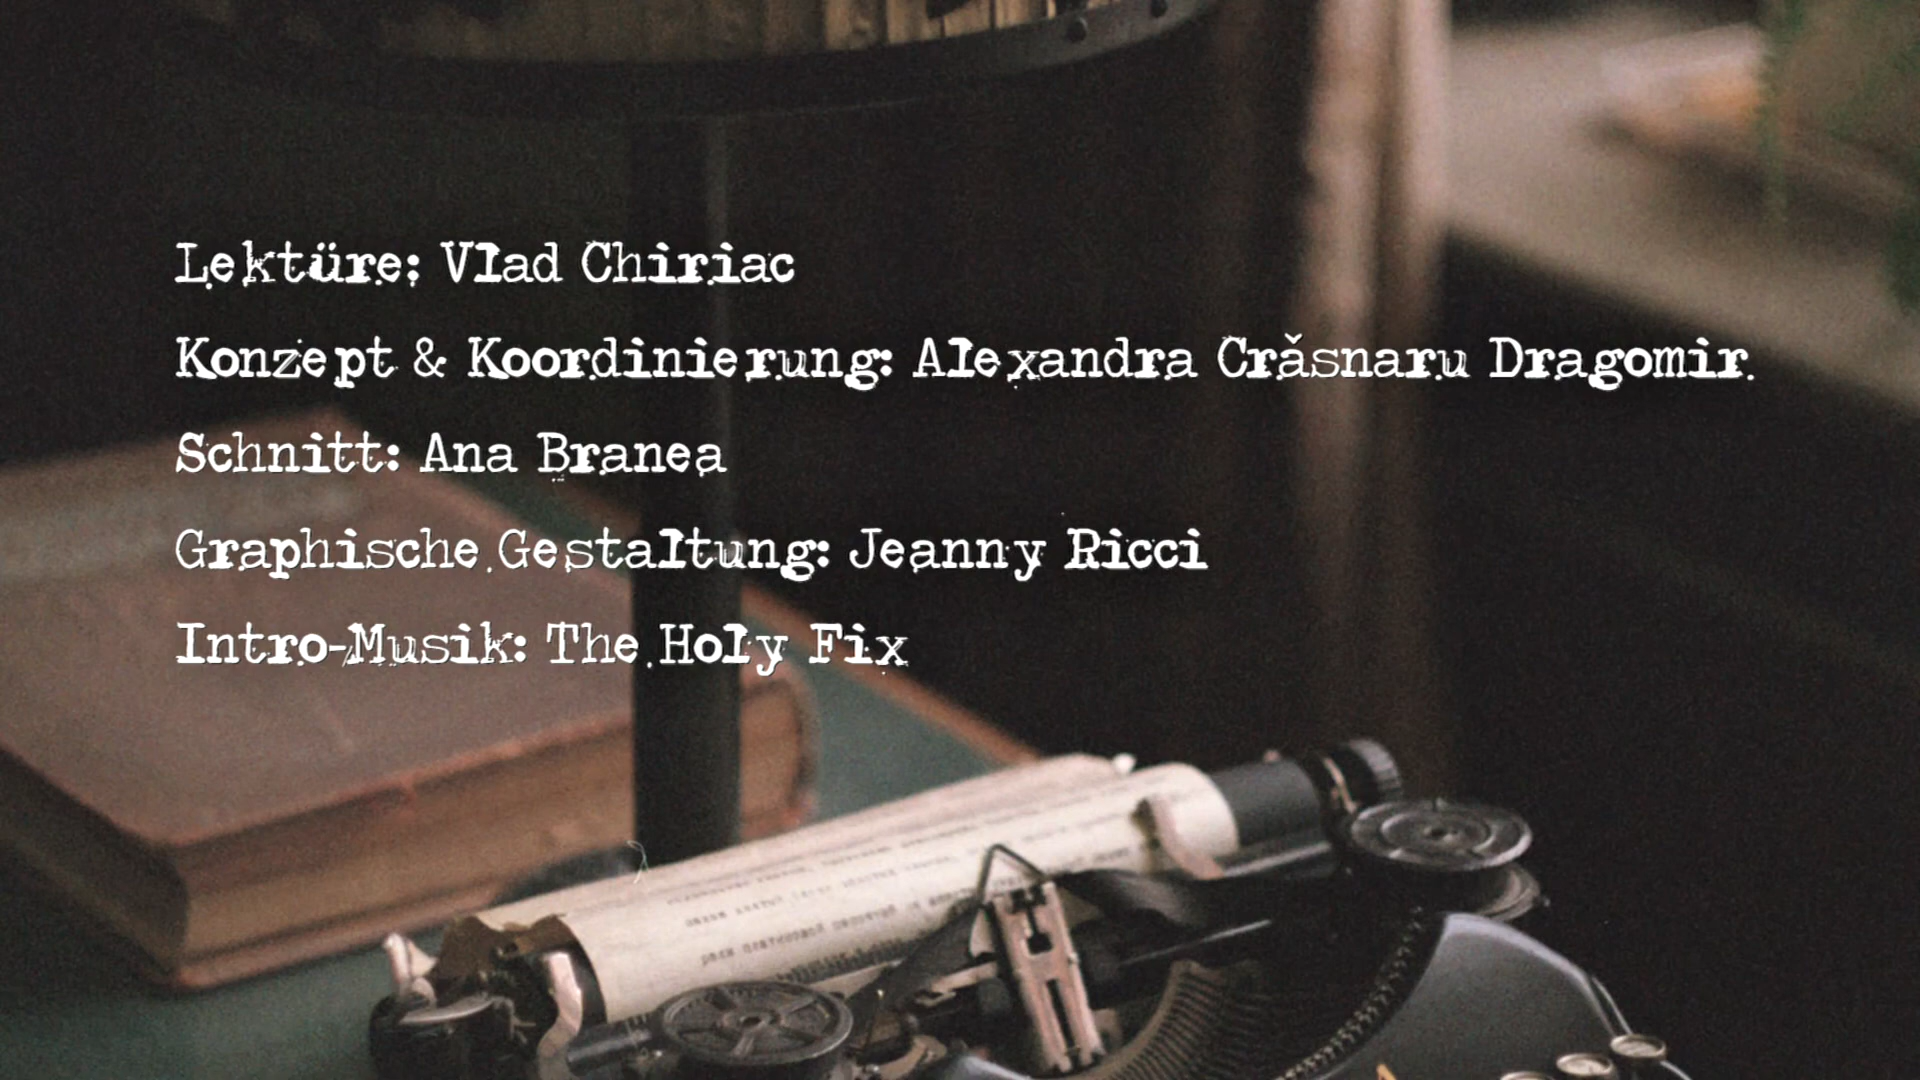 Lektüre: Vlad Chiriac
Konzept & Koordinierung: Alexandra Crăsnaru Dragomir
Schnitt: Ana Branea
Graphische Gestaltung: Jeanny Ricci
Intro-Musik: The Holy Fix